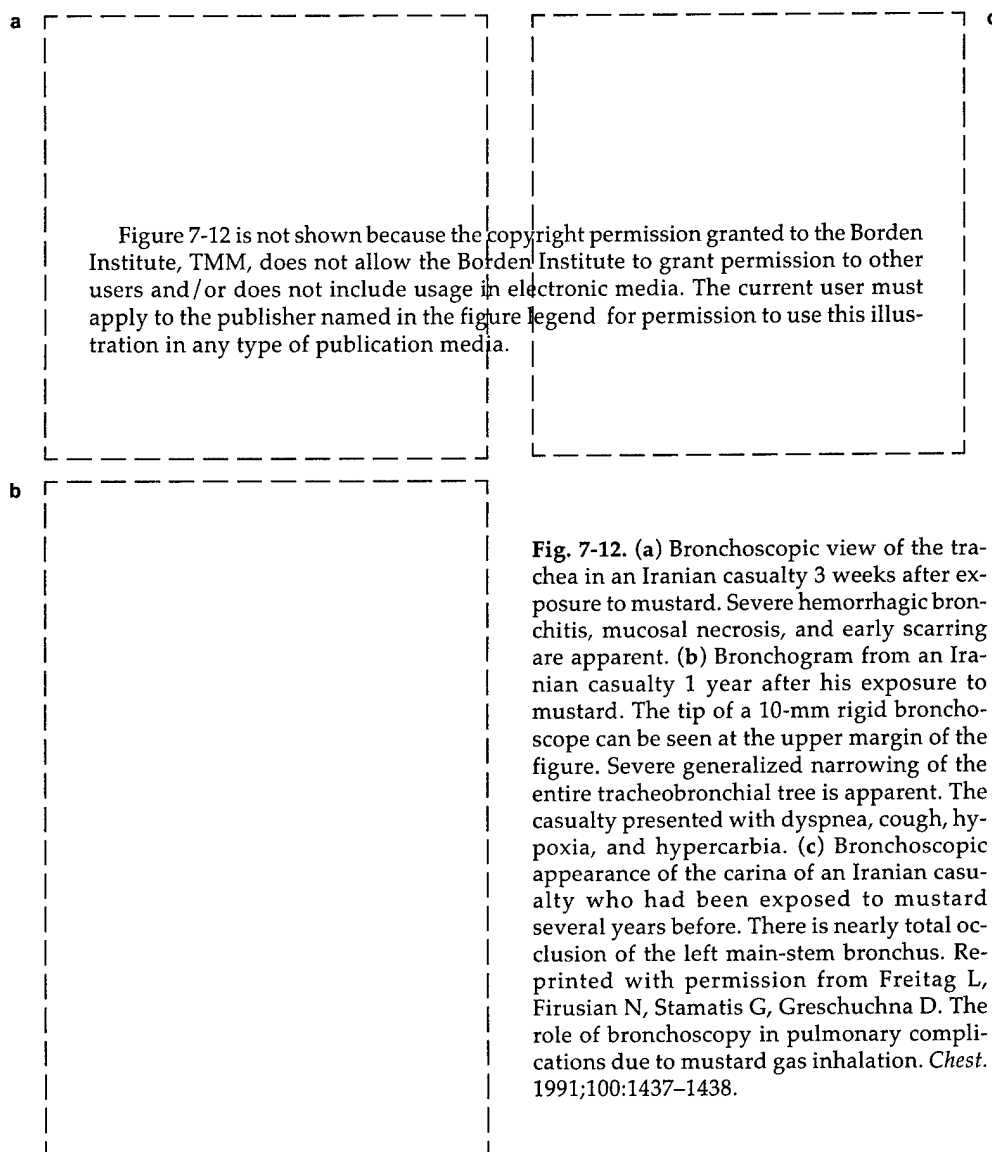 a
c
Figure 7-12 is not shown because the copyright permission granted to the Borden
Institute, TMM, does not allow the Borden Institute to grant permission to other
users and/or does not include usage in electronic media. The current user must
apply to the publisher named in the figure legend for permission to use this illus-
tration in any type of publication media.
b
Fig. 7-12. (a) Bronchoscopic view of the tra-
chea in an Iranian casualty 3 weeks after ex-
posure to mustard. Severe hemorrhagic bron-
chitis, mucosal necrosis, and early scarring
are apparent. (b) Bronchogram from an Ira-
nian casualty 1 year after his exposure to
mustard. The tip of a 10-mm rigid broncho-
scope can be seen at the upper margin of the
figure. Severe generalized narrowing of the
entire tracheobronchial tree is apparent. The
casualty presented with dyspnea, cough, hy-
poxia, and hypercarbia. (c) Bronchoscopic
appearance of the carina of an Iranian casu-
alty who had been exposed to mustard
several years before. There is nearly total oc-
clusion of the left main-stem bronchus. Re-
printed with permission from Freitag L,
Firusian N, Stamatis G, Greschuchna D. The
role of bronchoscopy in pulmonary compli-
cations due to mustard gas inhalation. Chest.
1991;100:1437–1438.